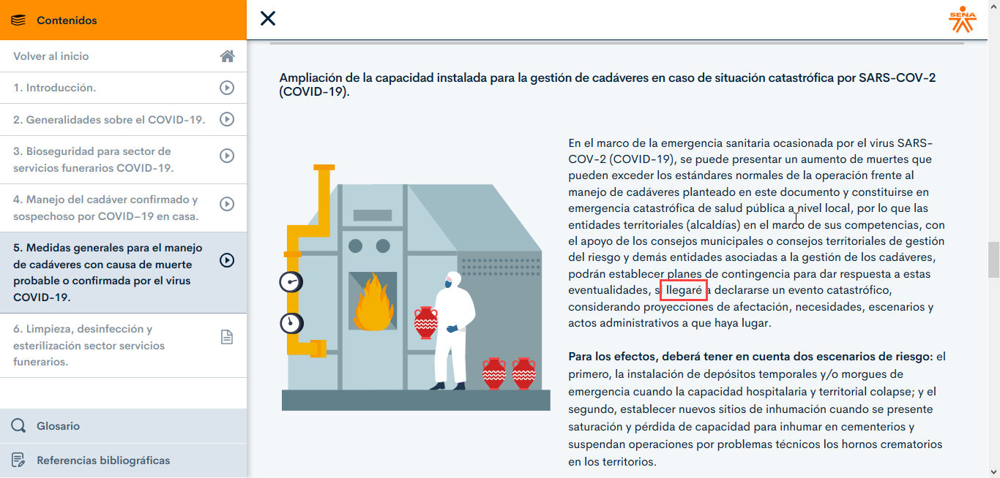 Contenidos
SENA
Volver al inicio
1. Introducción.
2. Generalidades sobre el COVID-19.
3. Bioseguridad para sector de
servicios funerarios COVID-19.
4. Manejo del cadáver confirmado y
sospechoso por COVID–19 en casa.
5. Medidas generales para el manejo
de cadáveres con causa de muerte
probable o confirmada por el virus
COVID-19.
6. Limpieza, desinfección y
esterilización sector servicios
funerarios.
Glosario
Referencias bibliográficas
Ampliación de la capacidad instalada para la gestión de cadáveres en caso de situación catastrófica por SARS-COV-2
(COVID-19).
En el marco de la emergencia sanitaria ocasionada por el virus SARS-
COV-2 (COVID-19), se puede presentar un aumento de muertes que
pueden exceder los estándares normales de la operación frente al
manejo de cadáveres planteado en este documento y constituirse en
emergencia catastrófica de salud pública a nivel local, por lo que las
entidades territoriales (alcaldías) en el marco de sus competencias, con
el apoyo de los consejos municipales o consejos territoriales de gestión
del riesgo y demás entidades asociadas a la gestión de los cadáveres,
podrán establecer planes de contingencia para dar respuesta a estas
eventualidades, si llegaré a declararse un evento catastrófico,
considerando proyecciones de afectación, necesidades, escenarios y
actos administrativos a que haya lugar.
Para los efectos, deberá tener en cuenta dos escenarios de riesgo: el
primero, la instalación de depósitos temporales y/o morgues de
emergencia cuando la capacidad hospitalaria y territorial colapse; y el
segundo, establecer nuevos sitios de inhumación cuando se presente
saturación y pérdida de capacidad para inhumar en cementerios y
suspendan operaciones por problemas técnicos los hornos crematorios
en los territorios.